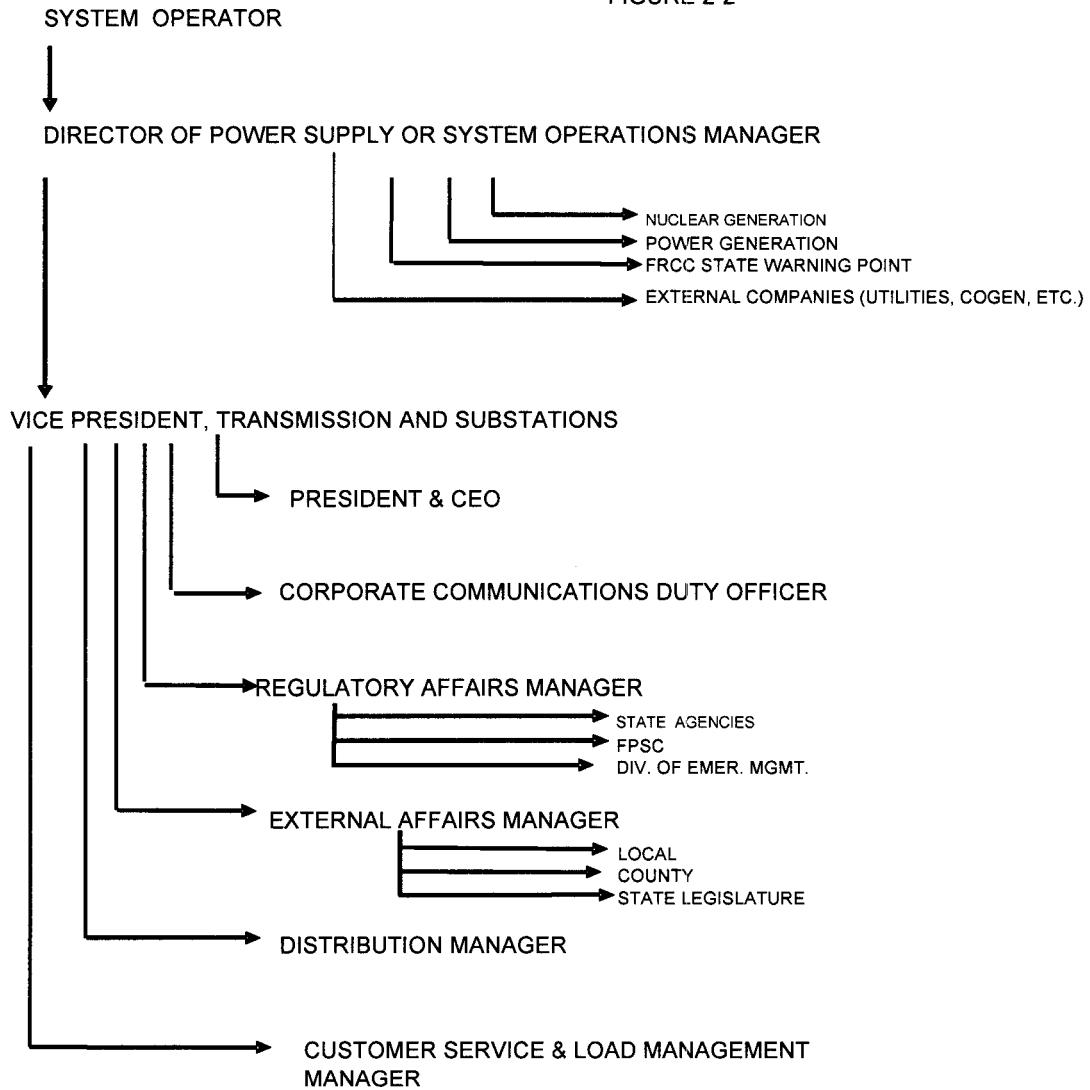 FIGURE 2-2
SYSTEM OPERATOR
DIRECTOR OF POWER SUPPLY OR SYSTEM OPERATIONS MANAGER
NUCLEAR GENERATION
POWER GENERATION
FRCC STATE WARNING POINT
EXTERNAL COMPANIES (UTILITIES, COGEN, ETC.)
VICE PRESIDENT, TRANSMISSION AND SUBSTATIONS
PRESIDENT & CEO
CORPORATE COMMUNICATIONS DUTY OFFICER
REGULATORY AFFAIRS MANAGER
STATE AGENCIES
FPSC
DIV. OF EMER. MGMT.
EXTERNAL AFFAIRS MANAGER
LOCAL
COUNTY
STATE LEGISLATURE
DISTRIBUTION MANAGER
CUSTOMER SERVICE & LOAD MANAGEMENT
MANAGER